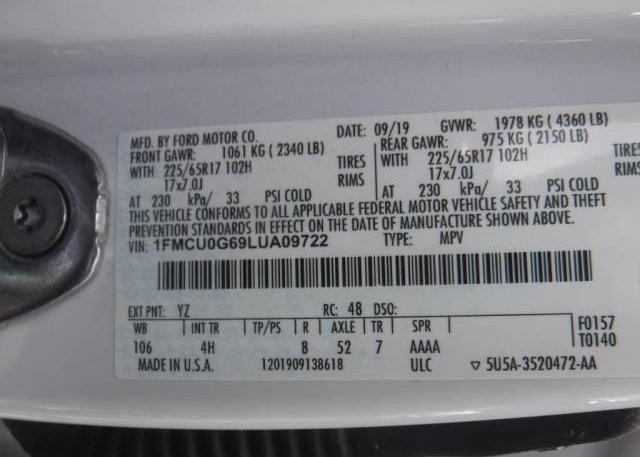 MFD. BY FORD MOTOR CO. DATE: 09/19 GVWR: 1978 KG ( 4360 LB)
FRONT GAWR: 1061 KG ( 2340 LB) REAR GAWR: 975 KG ( 2150 LB)
WITH 225/65R17 102H TIRES WITH 225/65R17 102H TIRES
17x7.0J RIMS 17x7.0J RIMS
AT 230 kPa/ 33 PSI COLD AT 230 kPa/ 33 PSI COLD
THIS VEHICLE CONFORMS TO ALL APPLICABLE FEDERAL MOTOR VEHICLE SAFETY AND THEFT
PREVENTION STANDARDS IN EFFECT ON THE DATE OF MANUFACTURE SHOWN ABOVE.
VIN: 1FMCU0G69LUA09722 TYPE: MPV
EXT PNT: YZ RC: 48 DSO:
WB INT TR TP/PS R AXLE TR SPR F0157
106 4H 8 52 7 AAAA T0140
MADE IN U.S.A. 1201909138618 ULC ▽ 5U5A-3520472-AA